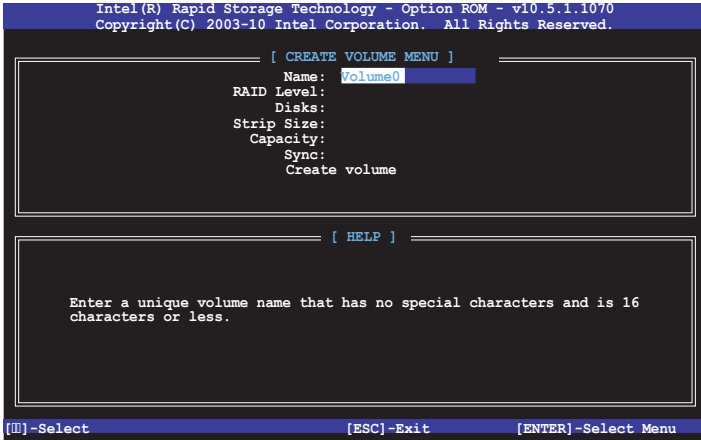 Intel(R) Rapid Storage Technology - Option ROM - v10.5.1.1070
Copyright(C) 2003-10 Intel Corporation. All Rights Reserved.
[ CREATE VOLUME MENU ]
Name: Volume0
RAID Level:
Disks:
Strip Size:
Capacity:
Sync:
Create volume
[ HELP ]
Enter a unique volume name that has no special characters and is 16
characters or less.
[▯▯]-Select [ESC]-Exit [ENTER]-Select Menu